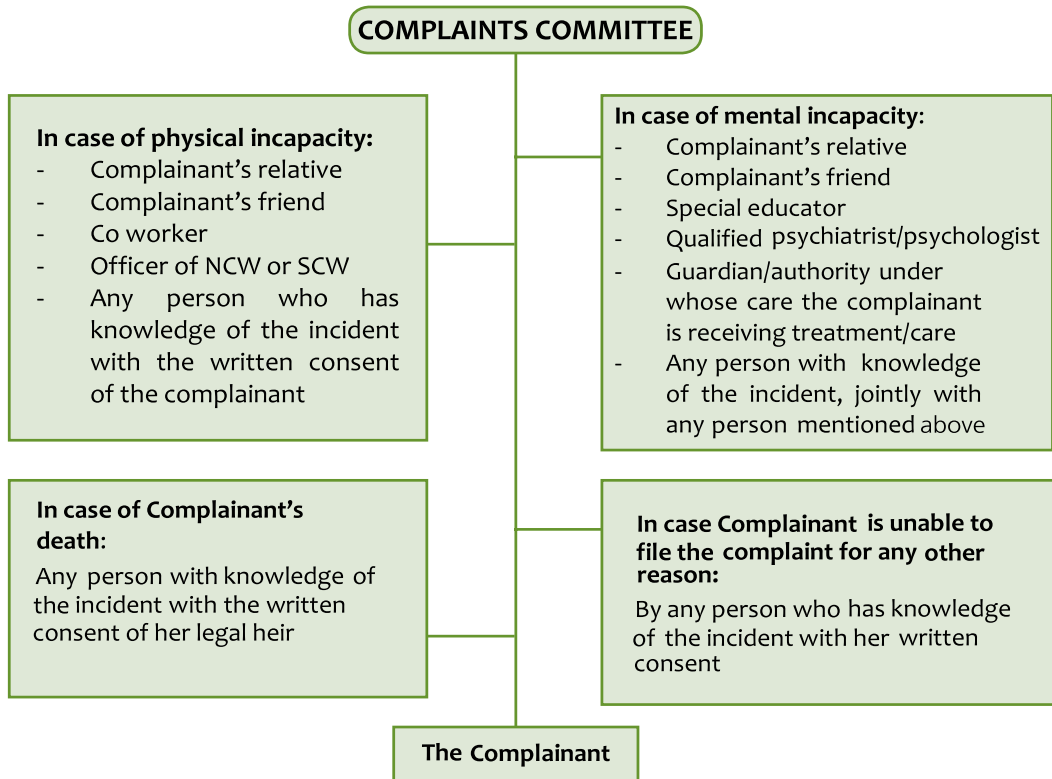 COMPLAINTS COMMITTEE
In case of physical incapacity:
- Complainant’s relative
- Complainant’s friend
- Co worker
- Officer of NCW or SCW
- Any person who has
knowledge of the incident
with the written consent
of the complainant
In case of mental incapacity:
- Complainant’s relative
- Complainant’s friend
- Special educator
- Qualified psychiatrist/psychologist
- Guardian/authority under
whose care the complainant
is receiving treatment/care
- Any person with knowledge
of the incident, jointly with
any person mentioned above
In case of Complainant’s
death:
Any person with knowledge of
the incident with the written
consent of her legal heir
In case Complainant is unable to
file the complaint for any other
reason:
By any person who has knowledge
of the incident with her written
consent
The Complainant